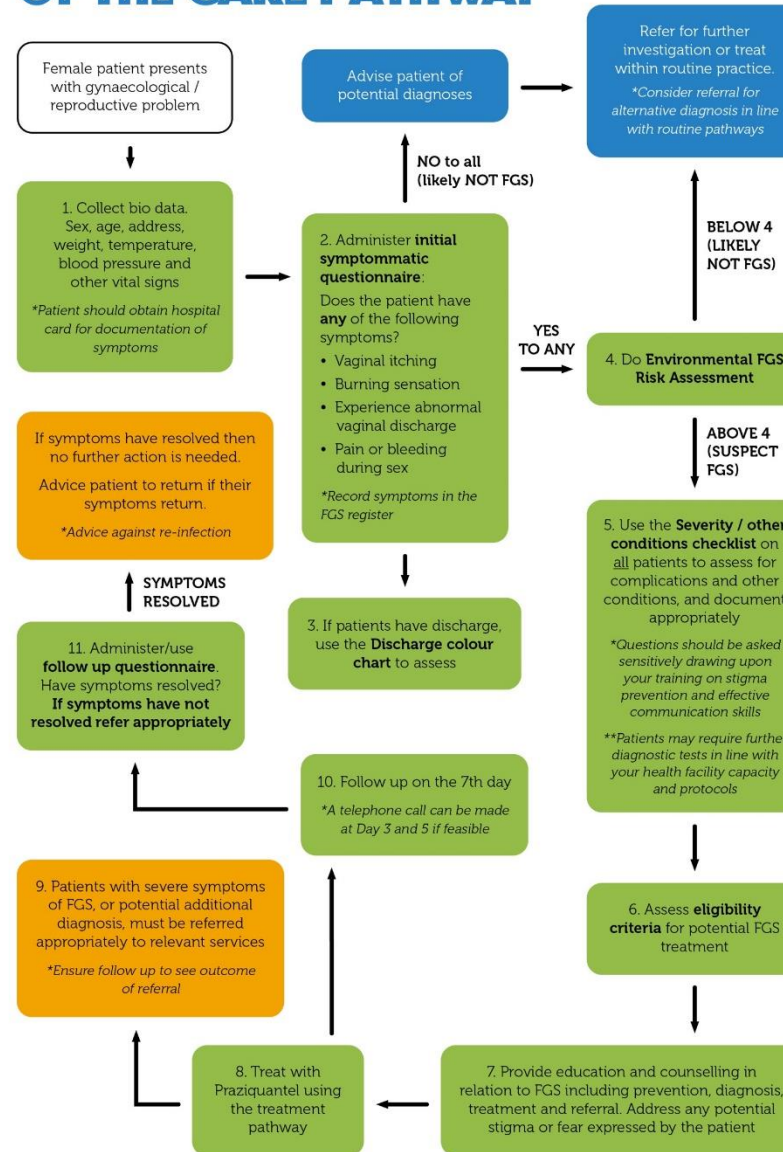 OF THE CARE PATHWAY
Female patient presents
with gynaecological /
reproductive problem
1. Collect bio data.
Sex, age, address,
weight, temperature,
blood pressure and
other vital signs
*Patient should obtain hospital
card for documentation of
symptoms
Advise patient of
potential diagnoses
Refer for further
investigation or treat
within routine practice.
*Consider referral for
alternative diagnosis in line
with routine pathways
NO to all
(likely NOT FGS)
2. Administer initial
symptommatic
questionnaire:
Does the patient have
any of the following
symptoms?
• Vaginal itching
• Burning sensation
• Experience abnormal
vaginal discharge
• Pain or bleeding
during sex
*Record symptoms in the
FGS register
YES
TO ANY
BELOW 4
(LIKELY
NOT FGS)
4. Do Environmental FGS
Risk Assessment
ABOVE 4
(SUSPECT
FGS)
3. If patients have discharge,
use the Discharge colour
chart to assess
5. Use the Severity / other
conditions checklist on
all patients to assess for
complications and other
conditions, and document
appropriately
*Questions should be asked
sensitively drawing upon
your training on stigma
prevention and effective
communication skills
**Patients may require furthe
diagnostic tests in line with
your health facility capacity
and protocols
6. Assess eligibility
criteria for potential FGS
treatment
7. Provide education and counselling in
relation to FGS including prevention, diagnosis,
treatment and referral. Address any potential
stigma or fear expressed by the patient
8. Treat with
Praziquantel using
the treatment
pathway
9. Patients with severe symptoms
of FGS, or potential additional
diagnosis, must be referred
appropriately to relevant services
*Ensure follow up to see outcome
of referral
10. Follow up on the 7th day
*A telephone call can be made
at Day 3 and 5 if feasible
11. Administer/use
follow up questionnaire.
Have symptoms resolved?
If symptoms have not
resolved refer appropriately
SYMPTOMS
RESOLVED
If symptoms have resolved then
no further action is needed.
Advice patient to return if their
symptoms return.
*Advice against re-infection